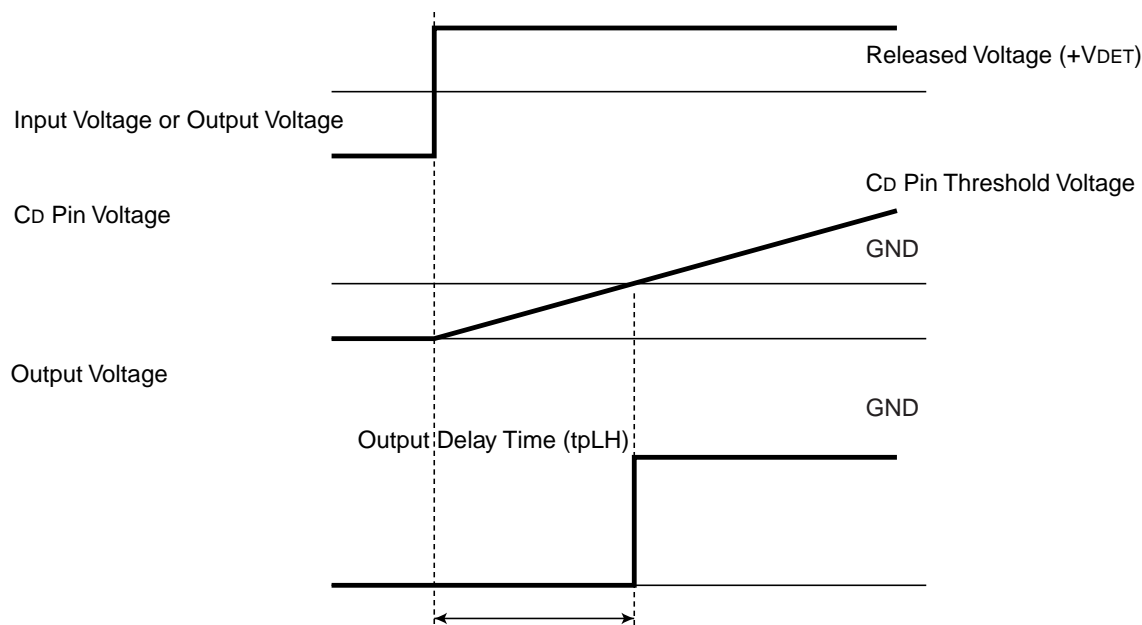 Released Voltage (+VDET)
Input Voltage or Output Voltage
CD Pin Threshold Voltage
CD Pin Voltage
GND
Output Voltage
GND
Output Delay Time (tpLH)